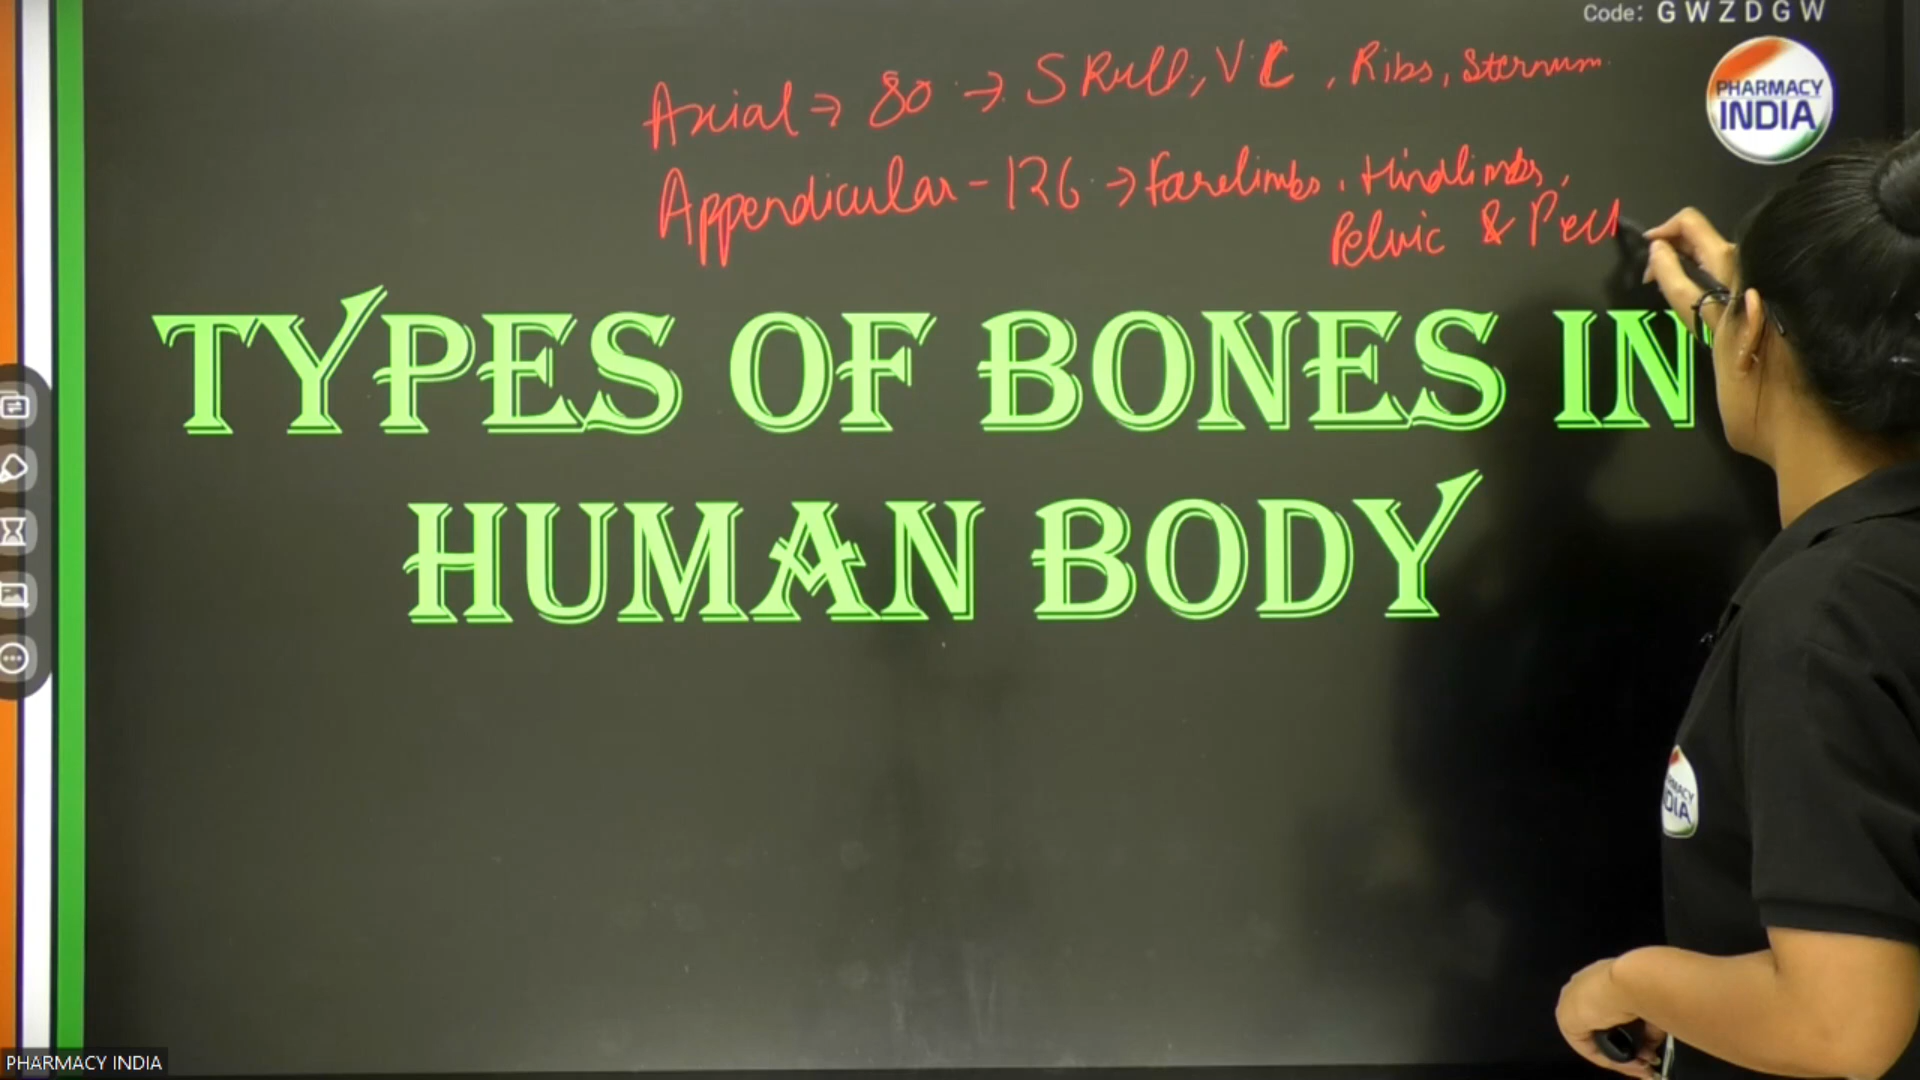 Code: GWZDGW
Axial → 80 → Skull, VC, Ribs, Sternum
PHARMACY
INDIA
Appendicular - 126 → Forelimbs, Hindlimbs,
Pelvic & Pect
TYPES OF BONES IN
HUMAN BODY
PHARMACY INDIA